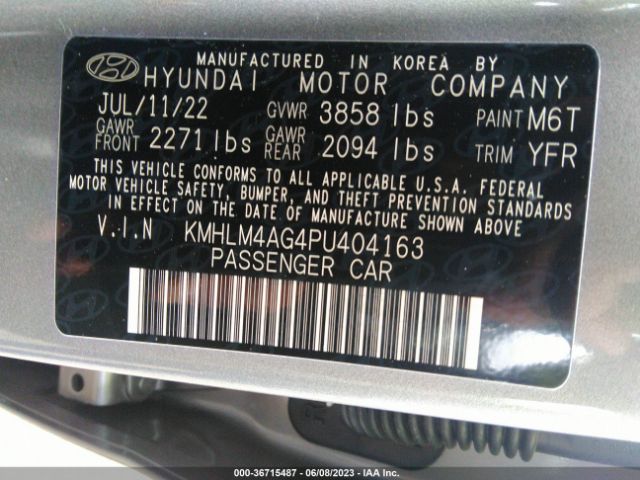 MANUFACTURED IN KOREA BY
HYUNDAI MOTOR COMPANY
JUL/11/22 GVWR 3858 lbs PAINT M6T
GAWR FRONT 2271 lbs GAWR REAR 2094 lbs TRIM YFR
THIS VEHICLE CONFORMS TO ALL APPLICABLE U.S.A. FEDERAL
MOTOR VEHICLE SAFETY, BUMPER, AND THEFT PREVENTION STANDARDS
IN EFFECT ON THE DATE OF MANUFACTURE SHOWN ABOVE
V.I.N KMHLM4AG4PU404163
PASSENGER CAR
000-36715487 - 06/08/2023 - IAA Inc.